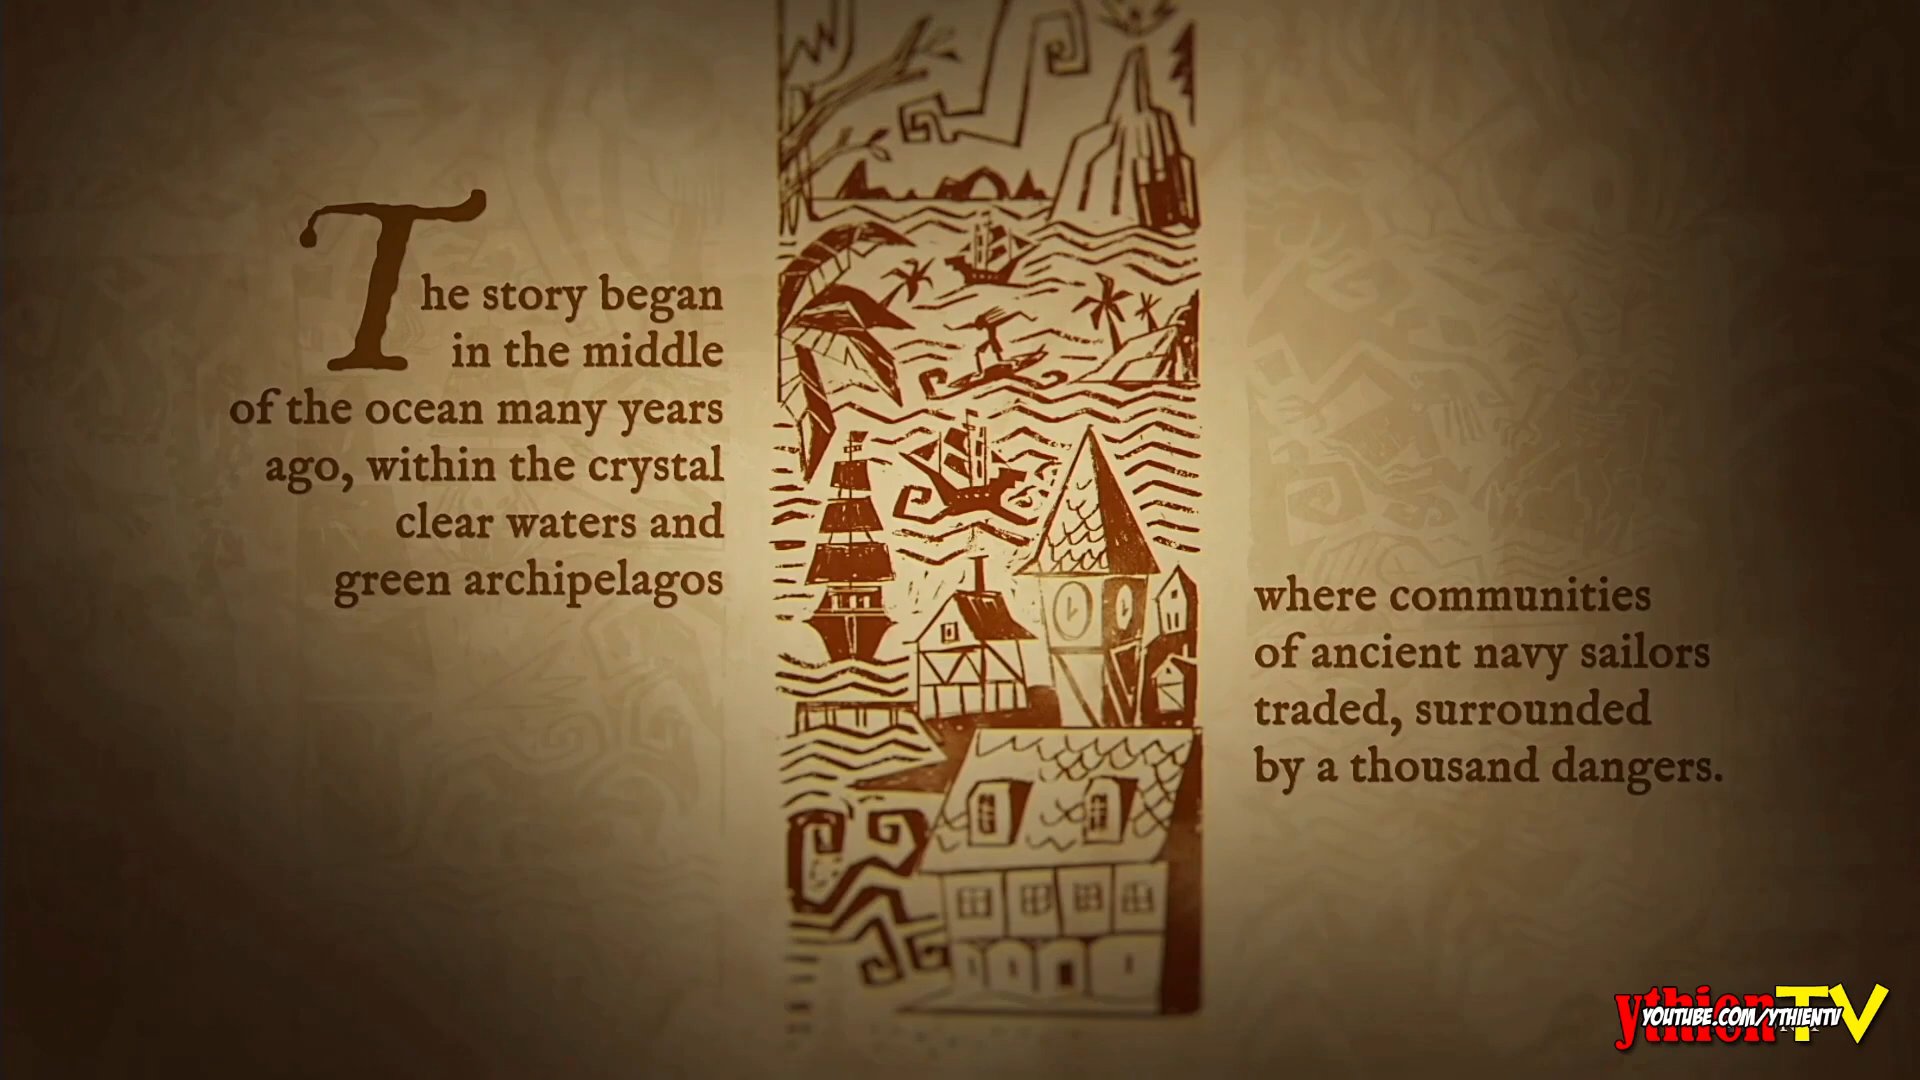 The story began
in the middle
of the ocean many years
ago, within the crystal
clear waters and
green archipelagos
where communities
of ancient navy sailors
traded, surrounded
by a thousand dangers.
ythienTV
YOUTUBE.COM/YTHIENTV